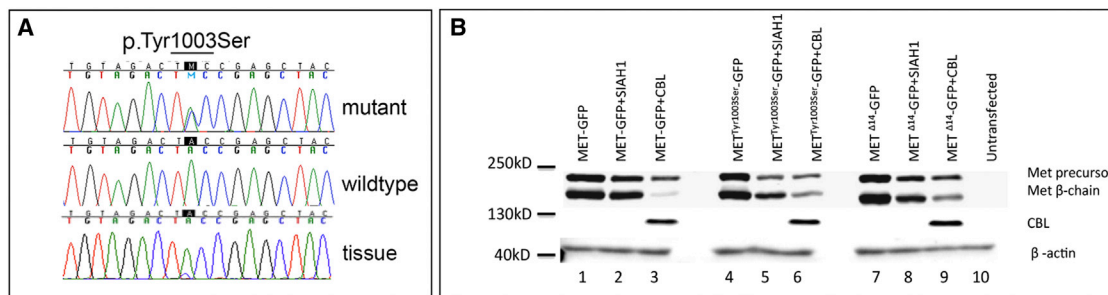 A
p.Tyr1003Ser
T G T A G A C T M C C G A G C T A C
T G T A G A C T M C C G A G C T A C
mutant
T G T A G A C T A C C G A G C T A C
T G T A G A C T A C C G A G C T A C
wildtype
T G T A G A C T A C C G A G C T A C
T G T A G A C T A C C G A G C T A C
tissue
B
MET-GFP
MET-GFP+SIAH1
MET-GFP+CBL
METTyr1003Ser-GFP
METTyr1003Ser-GFP+SIAH1
METTyr1003Ser-GFP+CBL
MET Δ14-GFP
MET Δ14-GFP+SIAH1
MET Δ14-GFP+CBL
Untransfected
250kD
Met precurso
Met β-chain
130kD
CBL
40kD
β-actin
1 2 3 4 5 6 7 8 9 10